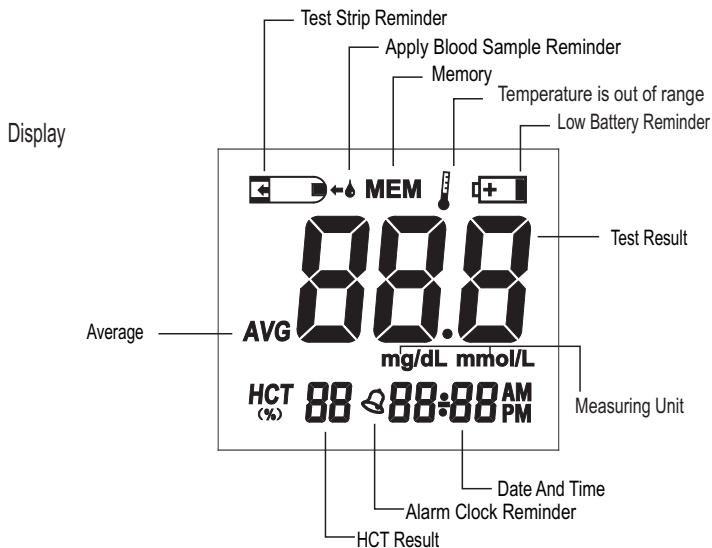 Test Strip Reminder
Apply Blood Sample Reminder
Memory
Temperature is out of range
Low Battery Reminder
Display
MEM
88.8
Test Result
Average
AVG
mg/dL mmol/L
HCT (%) 88 88:88 AM PM
Measuring Unit
Date And Time
Alarm Clock Reminder
HCT Result